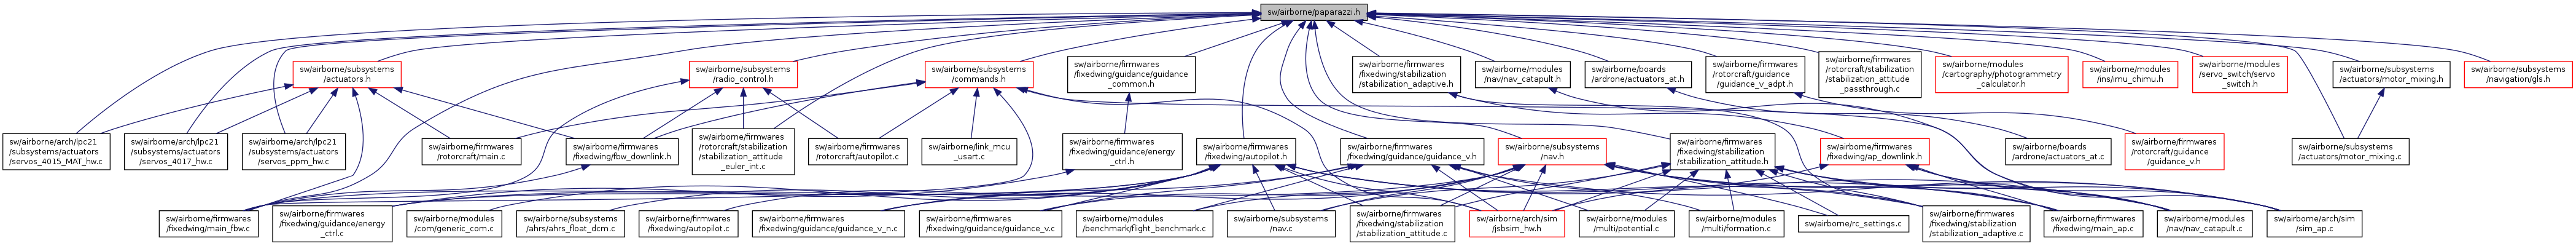 sw/airborne/paparazzi.h
sw/airborne/subsystems
/actuators.h
sw/airborne/subsystems
/radio_control.h
sw/airborne/subsystems
/commands.h
sw/airborne/firmwares
/fixedwing/guidance/guidance
_common.h
sw/airborne/firmwares
/fixedwing/stabilization
/stabilization_adaptive.h
sw/airborne/modules
/nav/nav_catapult.h
sw/airborne/boards
/ardrone/actuators_at.h
sw/airborne/firmwares
/rotorcraft/guidance
/guidance_v_adpt.h
sw/airborne/firmwares
/rotorcraft/stabilization
/stabilization_attitude
_passthrough.c
sw/airborne/modules
/cartography/photogrammetry
_calculator.h
sw/airborne/modules
/ins/imu_chimu.h
sw/airborne/modules
/servo_switch/servo
_switch.h
sw/airborne/subsystems
/actuators/motor_mixing.h
sw/airborne/subsystems
/navigation/gls.h
sw/airborne/arch/lpc21
/subsystems/actuators
/servos_4015_MAT_hw.c
sw/airborne/arch/lpc21
/subsystems/actuators
/servos_4017_hw.c
sw/airborne/arch/lpc21
/subsystems/actuators
/servos_ppm_hw.c
sw/airborne/firmwares
/rotorcraft/main.c
sw/airborne/firmwares
/fixedwing/fbw_downlink.h
sw/airborne/firmwares
/rotorcraft/stabilization
/stabilization_attitude
_euler_int.c
sw/airborne/firmwares
/rotorcraft/autopilot.c
sw/airborne/link_mcu
_usart.c
sw/airborne/firmwares
/fixedwing/guidance/energy
_ctrl.h
sw/airborne/firmwares
/fixedwing/autopilot.h
sw/airborne/firmwares
/fixedwing/guidance/guidance_v.h
sw/airborne/subsystems
/nav.h
sw/airborne/firmwares
/fixedwing/stabilization
/stabilization_attitude.h
sw/airborne/firmwares
/fixedwing/ap_downlink.h
sw/airborne/boards
/ardrone/actuators_at.c
sw/airborne/firmwares
/rotorcraft/guidance
/guidance_v.h
sw/airborne/subsystems
/actuators/motor_mixing.c
sw/airborne/firmwares
/fixedwing/main_fbw.c
sw/airborne/firmwares
/fixedwing/guidance/energy
_ctrl.c
sw/airborne/modules
/com/generic_com.c
sw/airborne/subsystems
/ahrs/ahrs_float_dcm.c
sw/airborne/firmwares
/fixedwing/autopilot.c
sw/airborne/firmwares
/fixedwing/guidance/guidance_v_n.c
sw/airborne/firmwares
/fixedwing/guidance/guidance_v.c
sw/airborne/modules
/benchmark/flight_benchmark.c
sw/airborne/subsystems
/nav.c
sw/airborne/firmwares
/fixedwing/stabilization
/stabilization_attitude.c
sw/airborne/arch/sim
/jsbsim_hw.h
sw/airborne/modules
/multi/potential.c
sw/airborne/modules
/multi/formation.c
sw/airborne/rc_settings.c
sw/airborne/firmwares
/fixedwing/stabilization
/stabilization_adaptive.c
sw/airborne/firmwares
/fixedwing/main_ap.c
sw/airborne/modules
/nav/nav_catapult.c
sw/airborne/arch/sim
/sim_ap.c